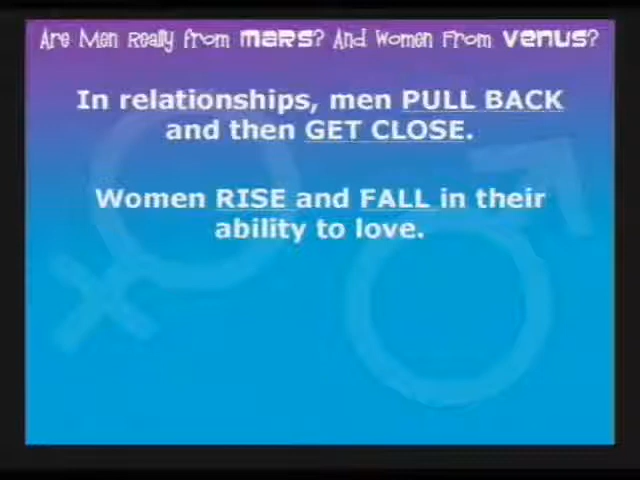 Are Men Really from MARS? And Women From VENUS?
In relationships, men PULL BACK
and then GET CLOSE.
Women RISE and FALL in their
ability to love.